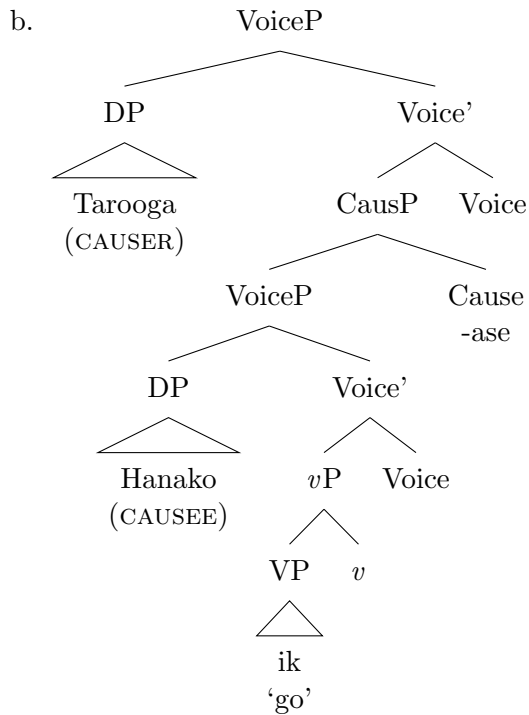 b.
VoiceP
DP Voice’
Tarooga CausP Voice
(CAUSER)
VoiceP Cause
-ase
DP Voice’
Hanako vP Voice
(CAUSEE)
VP v
ik
‘go’